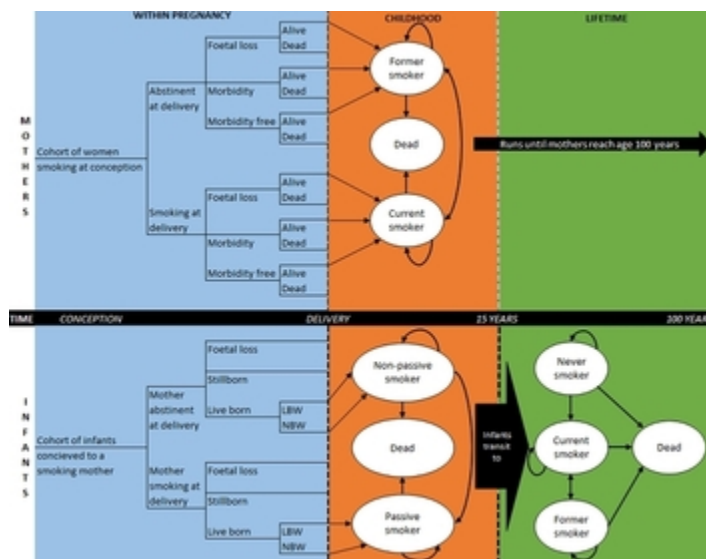 WITHIN PREGNANCY
CHILDHOOD
LIFETIME
MOTHERS
Cohort of women
smoking at conception
Abstinent
at delivery
Foetal loss
Alive
Dead
Morbidity
Alive
Dead
Morbidity free
Alive
Dead
Smoking at
delivery
Foetal loss
Alive
Dead
Morbidity
Alive
Dead
Morbidity free
Alive
Dead
Former
smoker
Dead
Current
smoker
Runs until mothers reach age 100 years
TIME
CONCEPTION
DELIVERY
15 YEARS
100 YEAR
INFANTS
Cohort of infants
concieved to a
smoking mother
Mother
abstinent
at delivery
Foetal loss
Stillborn
Live born
LBW
NBW
Mother
smoking at
delivery
Foetal loss
Stillborn
Live born
LBW
NBW
Non-passive
smoker
Dead
Passive
smoker
Infants
transit
to
Never
smoker
Current
smoker
Former
smoker
Dead